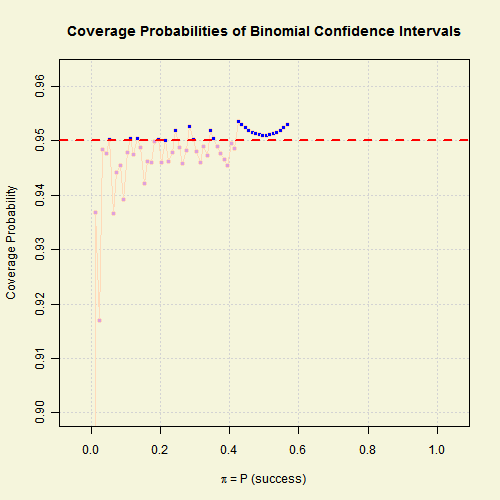 Coverage Probabilities of Binomial Confidence Intervals
Coverage Probability
0.96
0.95
0.94
0.93
0.92
0.91
0.90
0.0 0.2 0.4 0.6 0.8 1.0
π = P (success)